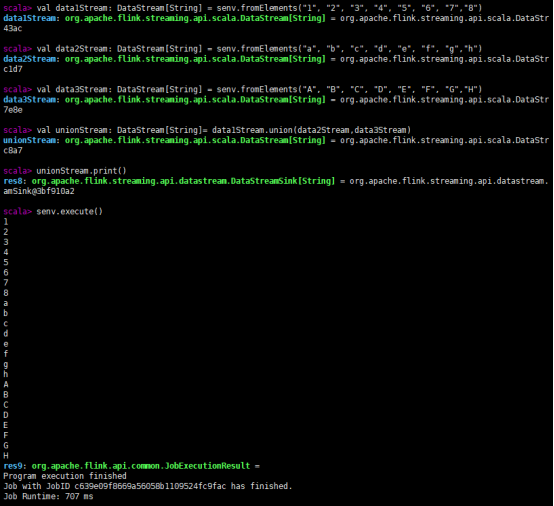 scala> val data1Stream: DataStream[String] = senv.fromElements("1", "2", "3", "4", "5", "6", "7","8")
data1Stream: org.apache.flink.streaming.api.scala.DataStream[String] = org.apache.flink.streaming.api.scala.DataStr
43ac
scala> val data2Stream: DataStream[String] = senv.fromElements("a", "b", "c", "d", "e", "f", "g","h")
data2Stream: org.apache.flink.streaming.api.scala.DataStream[String] = org.apache.flink.streaming.api.scala.DataStr
c1d7
scala> val data3Stream: DataStream[String] = senv.fromElements("A", "B", "C", "D", "E", "F", "G","H")
data3Stream: org.apache.flink.streaming.api.scala.DataStream[String] = org.apache.flink.streaming.api.scala.DataStr
7e8e
scala> val unionStream: DataStream[String]= data1Stream.union(data2Stream,data3Stream)
unionStream: org.apache.flink.streaming.api.scala.DataStream[String] = org.apache.flink.streaming.api.scala.DataStr
c8a7
scala> unionStream.print()
res8: org.apache.flink.streaming.api.datastream.DataStreamSink[String] = org.apache.flink.streaming.api.datastream.
amSink@3bf910a2
scala> senv.execute()
1
2
3
4
5
6
7
8
a
b
c
d
e
f
g
h
A
B
C
D
E
F
G
H
res9: org.apache.flink.api.common.JobExecutionResult =
Program execution finished
Job with JobID c639e09f8669a56058b1109524fc9fac has finished.
Job Runtime: 707 ms